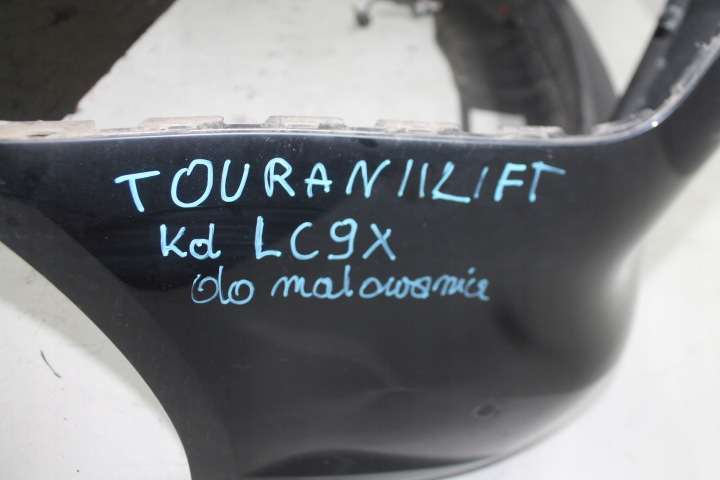 TOURAN II LIFT
kd LC9X
do malowania